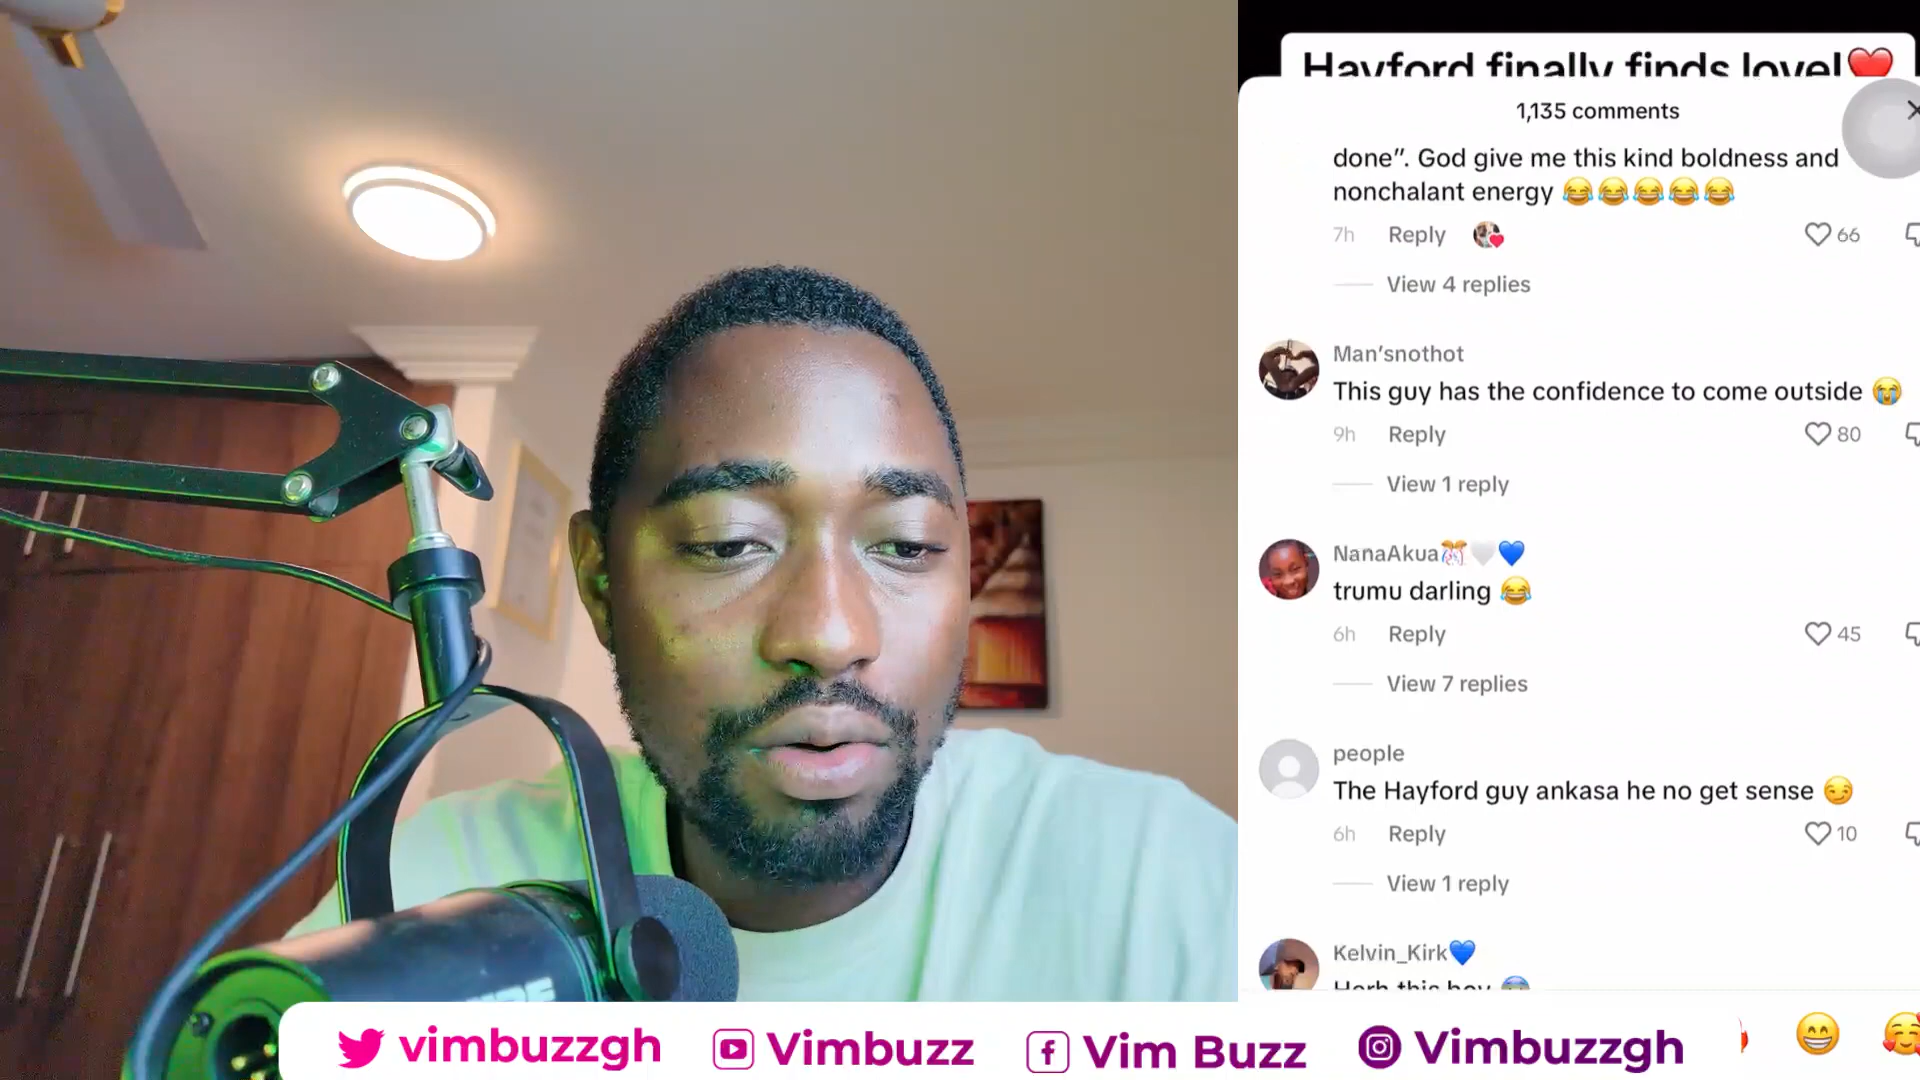 Hayford finally finds love!❤️
1,135 comments
done”. God give me this kind boldness and
nonchalant energy 😂😂😂😂😂
7h Reply 66
View 4 replies
Man’snothot
This guy has the confidence to come outside 😭
9h Reply 80
View 1 reply
NanaAkua🎊🤍💙
trumu darling 😂
6h Reply 45
View 7 replies
people
The Hayford guy ankasa he no get sense 😏
6h Reply 10
View 1 reply
Kelvin_Kirk💙
Herh this boy
vimbuzzgh Vimbuzz Vim Buzz Vimbuzzgh